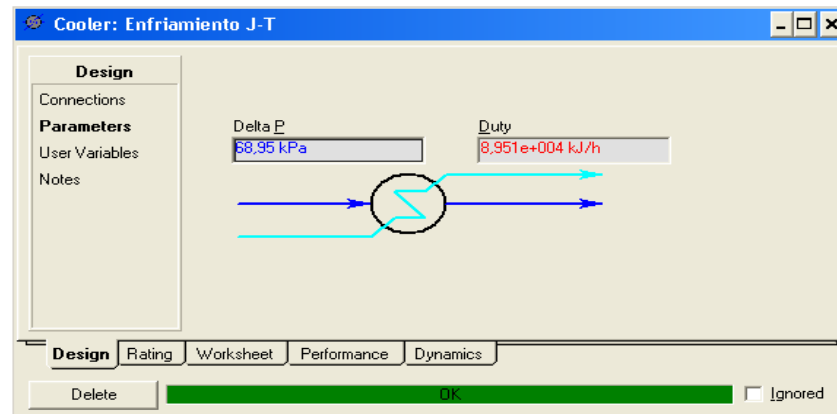 Cooler: Enfriamiento J-T
Design
Connections
Parameters
User Variables
Notes
Delta P
Duty
68,95 kPa
8,951e+004 kJ/h
Design Rating Worksheet Performance Dynamics
Delete OK Ignored